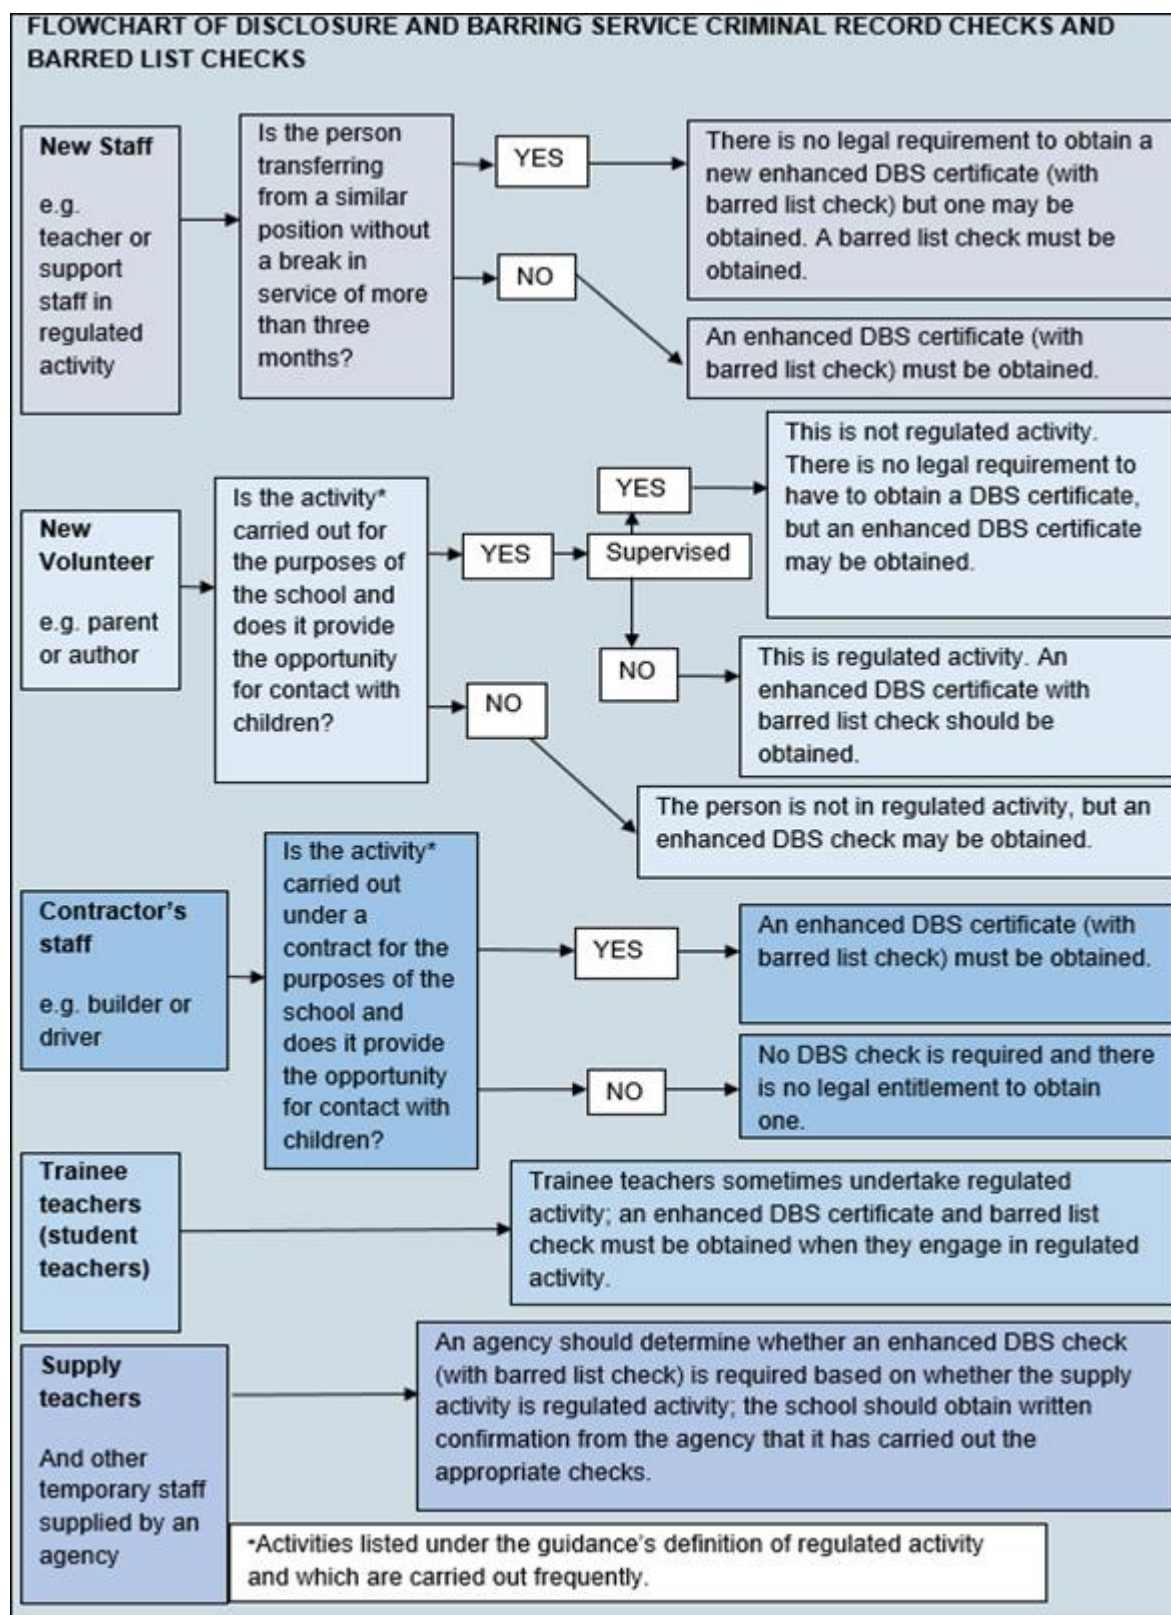 FLOWCHART OF DISCLOSURE AND BARRING SERVICE CRIMINAL RECORD CHECKS AND
BARRED LIST CHECKS
New Staff
e.g.
teacher or
support
staff in
regulated
activity
Is the person
transferring
from a similar
position without
a break in
service of more
than three
months?
YES
There is no legal requirement to obtain a
new enhanced DBS certificate (with
barred list check) but one may be
obtained. A barred list check must be
obtained.
NO
An enhanced DBS certificate (with
barred list check) must be obtained.
New
Volunteer
e.g. parent
or author
Is the activity*
carried out for
the purposes of
the school and
does it provide
the opportunity
for contact with
children?
YES
Supervised
YES
This is not regulated activity.
There is no legal requirement to
have to obtain a DBS certificate,
but an enhanced DBS certificate
may be obtained.
NO
This is regulated activity. An
enhanced DBS certificate with
barred list check should be
obtained.
NO
The person is not in regulated activity, but an
enhanced DBS check may be obtained.
Contractor's
staff
e.g. builder or
driver
Is the activity*
carried out
under a
contract for the
purposes of the
school and
does it provide
the opportunity
for contact with
children?
YES
An enhanced DBS certificate (with
barred list check) must be obtained.
NO
No DBS check is required and there
is no legal entitlement to obtain
one.
Trainee
teachers
(student
teachers)
Trainee teachers sometimes undertake regulated
activity; an enhanced DBS certificate and barred list
check must be obtained when they engage in regulated
activity.
Supply
teachers
And other
temporary staff
supplied by an
agency
An agency should determine whether an enhanced DBS check
(with barred list check) is required based on whether the supply
activity is regulated activity; the school should obtain written
confirmation from the agency that it has carried out the
appropriate checks.
*Activities listed under the guidance's definition of regulated activity
and which are carried out frequently.